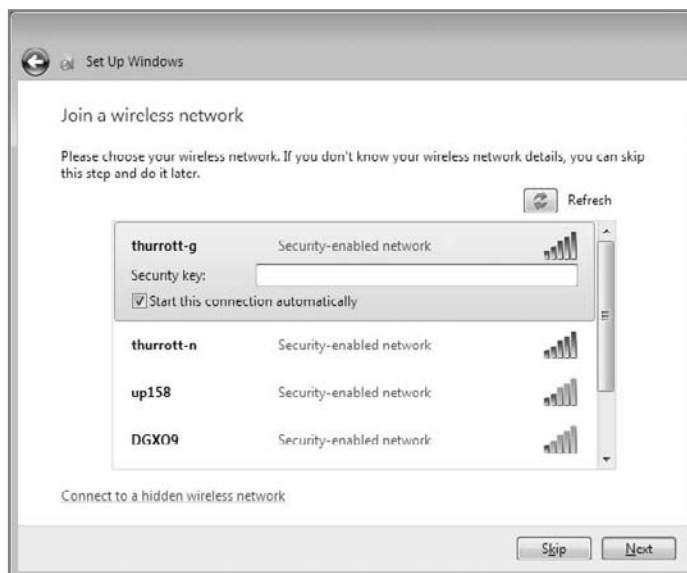 Set Up Windows
Join a wireless network
Please choose your wireless network. If you don't know your wireless network details, you can skip
this step and do it later.
Refresh
thurrott-g Security-enabled network
Security key:
Start this connection automatically
thurrott-n Security-enabled network
up158 Security-enabled network
DGXO9 Security-enabled network
Connect to a hidden wireless network
Skip Next